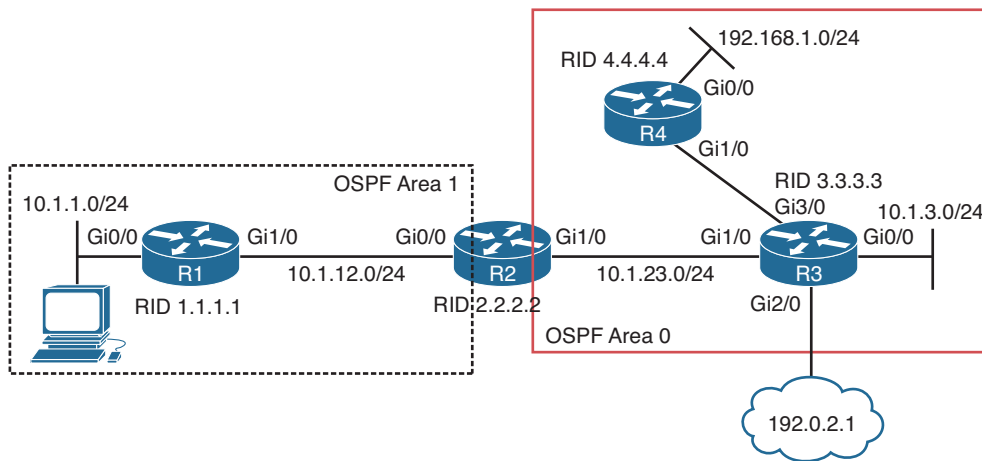 192.168.1.0/24
RID 4.4.4.4
Gi0/0
R4
Gi1/0
OSPF Area 1
RID 3.3.3.3
10.1.1.0/24
Gi3/0
10.1.3.0/24
Gi0/0
Gi1/0
Gi0/0
Gi1/0
Gi1/0
Gi0/0
R1
10.1.12.0/24
R2
10.1.23.0/24
R3
RID 1.1.1.1
RID 2.2.2.2
Gi2/0
OSPF Area 0
192.0.2.1